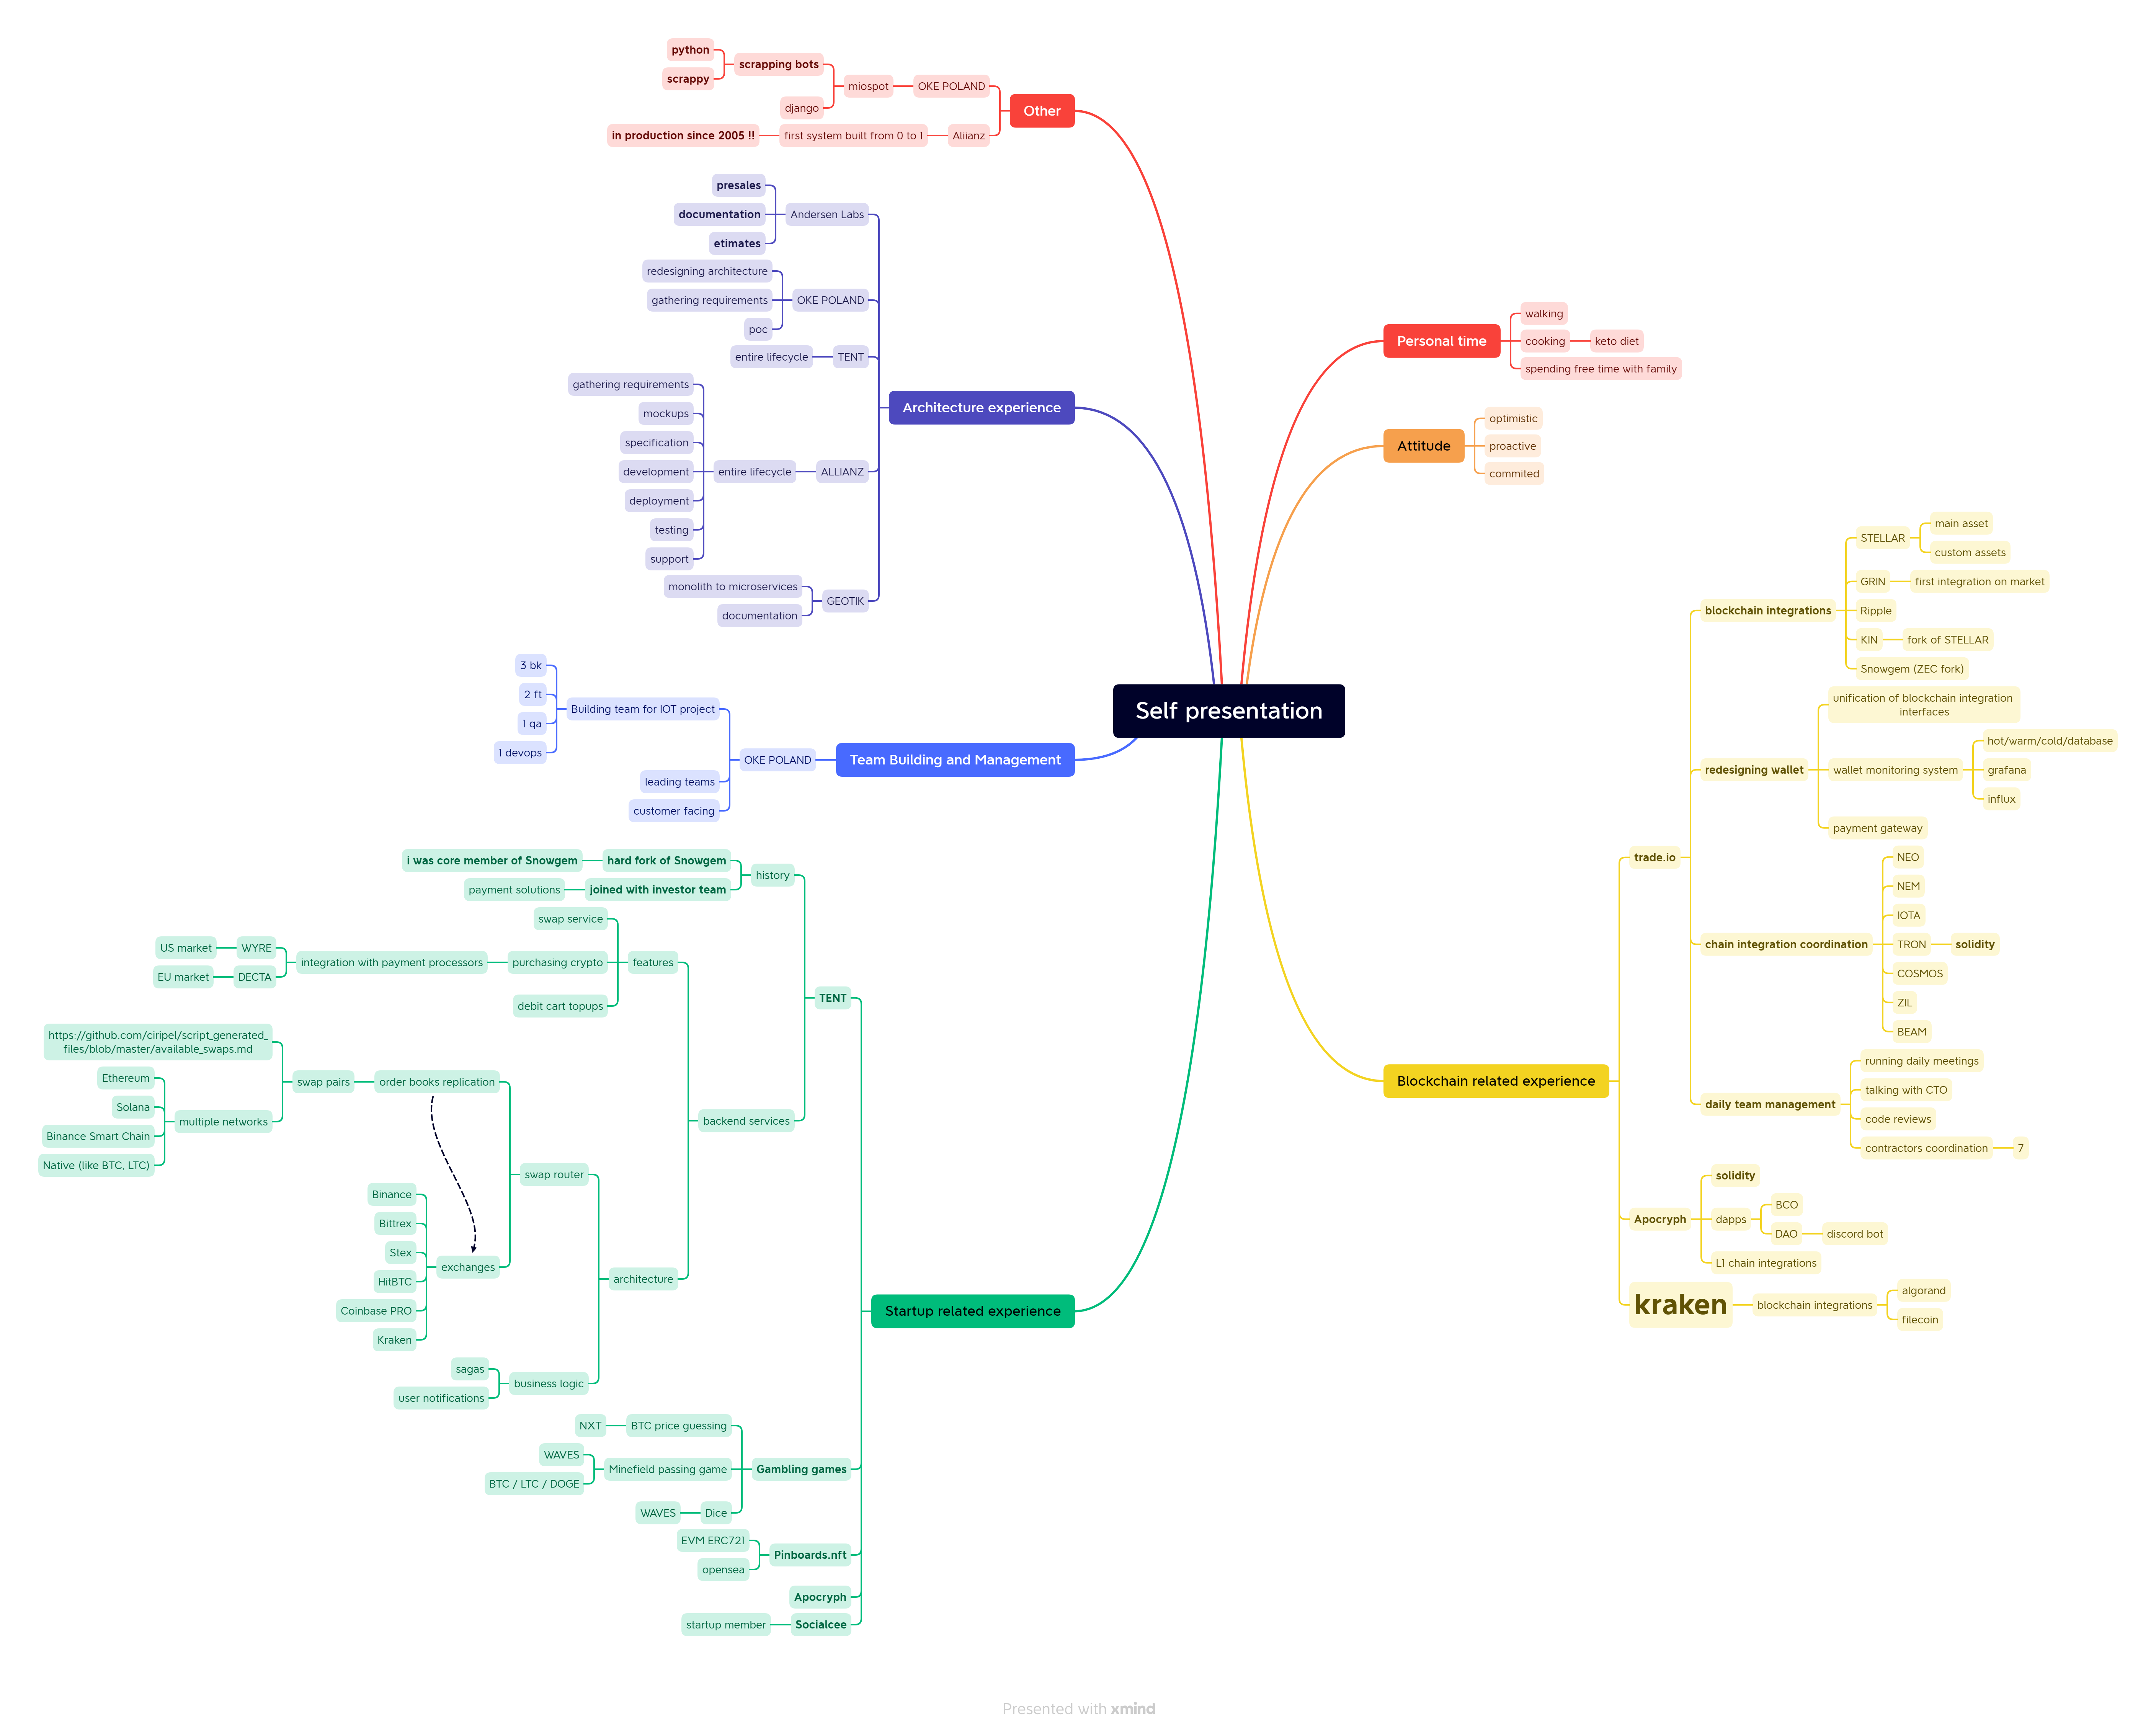 Self presentation
Personal time
walking
cooking
keto diet
spending free time with family
Attitude
optimistic
proactive
commited
Blockchain related experience
trade.io
blockchain integrations
STELLAR
main asset
custom assets
GRIN
first integration on market
Ripple
KIN
fork of STELLAR
Snowgem (ZEC fork)
redesigning wallet
unification of blockchain integration
interfaces
wallet monitoring system
hot/warm/cold/database
grafana
influx
payment gateway
chain integration coordination
NEO
NEM
IOTA
TRON
solidity
COSMOS
ZIL
BEAM
daily team management
running daily meetings
talking with CTO
code reviews
contractors coordination
7
Apocryph
solidity
dapps
BCO
DAO
discord bot
L1 chain integrations
kraken
blockchain integrations
algorand
filecoin
Other
OKE POLAND
miospot
scrapping bots
python
scrappy
django
Aliianz
first system built from 0 to 1
in production since 2005 !!
Architecture experience
Andersen Labs
presales
documentation
etimates
OKE POLAND
redesigning architecture
gathering requirements
poc
TENT
entire lifecycle
ALLIANZ
entire lifecycle
gathering requirements
mockups
specification
development
deployment
testing
support
GEOTIK
monolith to microservices
documentation
Team Building and Management
OKE POLAND
Building team for IOT project
3 bk
2 ft
1 qa
1 devops
leading teams
customer facing
Startup related experience
TENT
history
hard fork of Snowgem
i was core member of Snowgem
joined with investor team
payment solutions
backend services
features
swap service
purchasing crypto
integration with payment processors
WYRE
US market
DECTA
EU market
debit cart topups
architecture
swap router
order books replication
swap pairs
https://github.com/ciripel/script_generated_
files/blob/master/available_swaps.md
multiple networks
Ethereum
Solana
Binance Smart Chain
Native (like BTC, LTC)
exchanges
Binance
Bittrex
Stex
HitBTC
Coinbase PRO
Kraken
business logic
sagas
user notifications
Gambling games
BTC price guessing
NXT
Minefield passing game
WAVES
BTC / LTC / DOGE
Dice
WAVES
Pinboards.nft
EVM ERC721
opensea
Apocryph
Socialcee
startup member
Presented with xmind